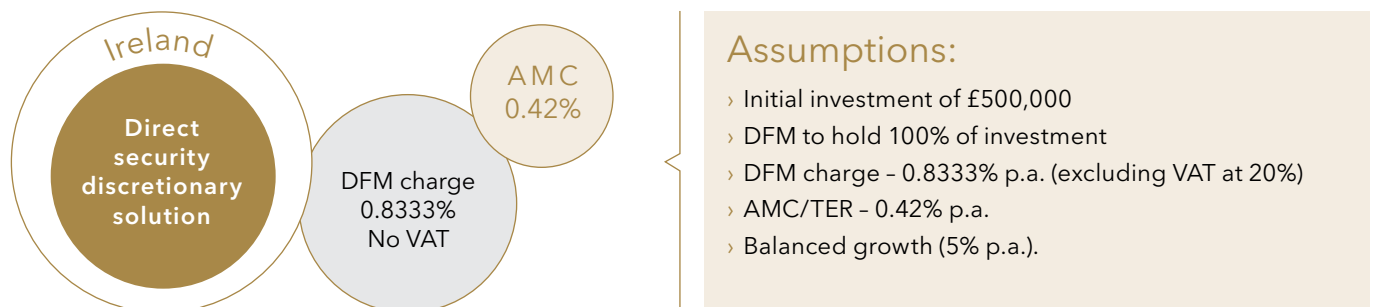 Ireland
Direct
security
discretionary
solution
DFM charge
0.8333%
No VAT
AMC
0.42%
Assumptions:
› Initial investment of £500,000
› DFM to hold 100% of investment
› DFM charge – 0.8333% p.a. (excluding VAT at 20%)
› AMC/TER – 0.42% p.a.
› Balanced growth (5% p.a.).